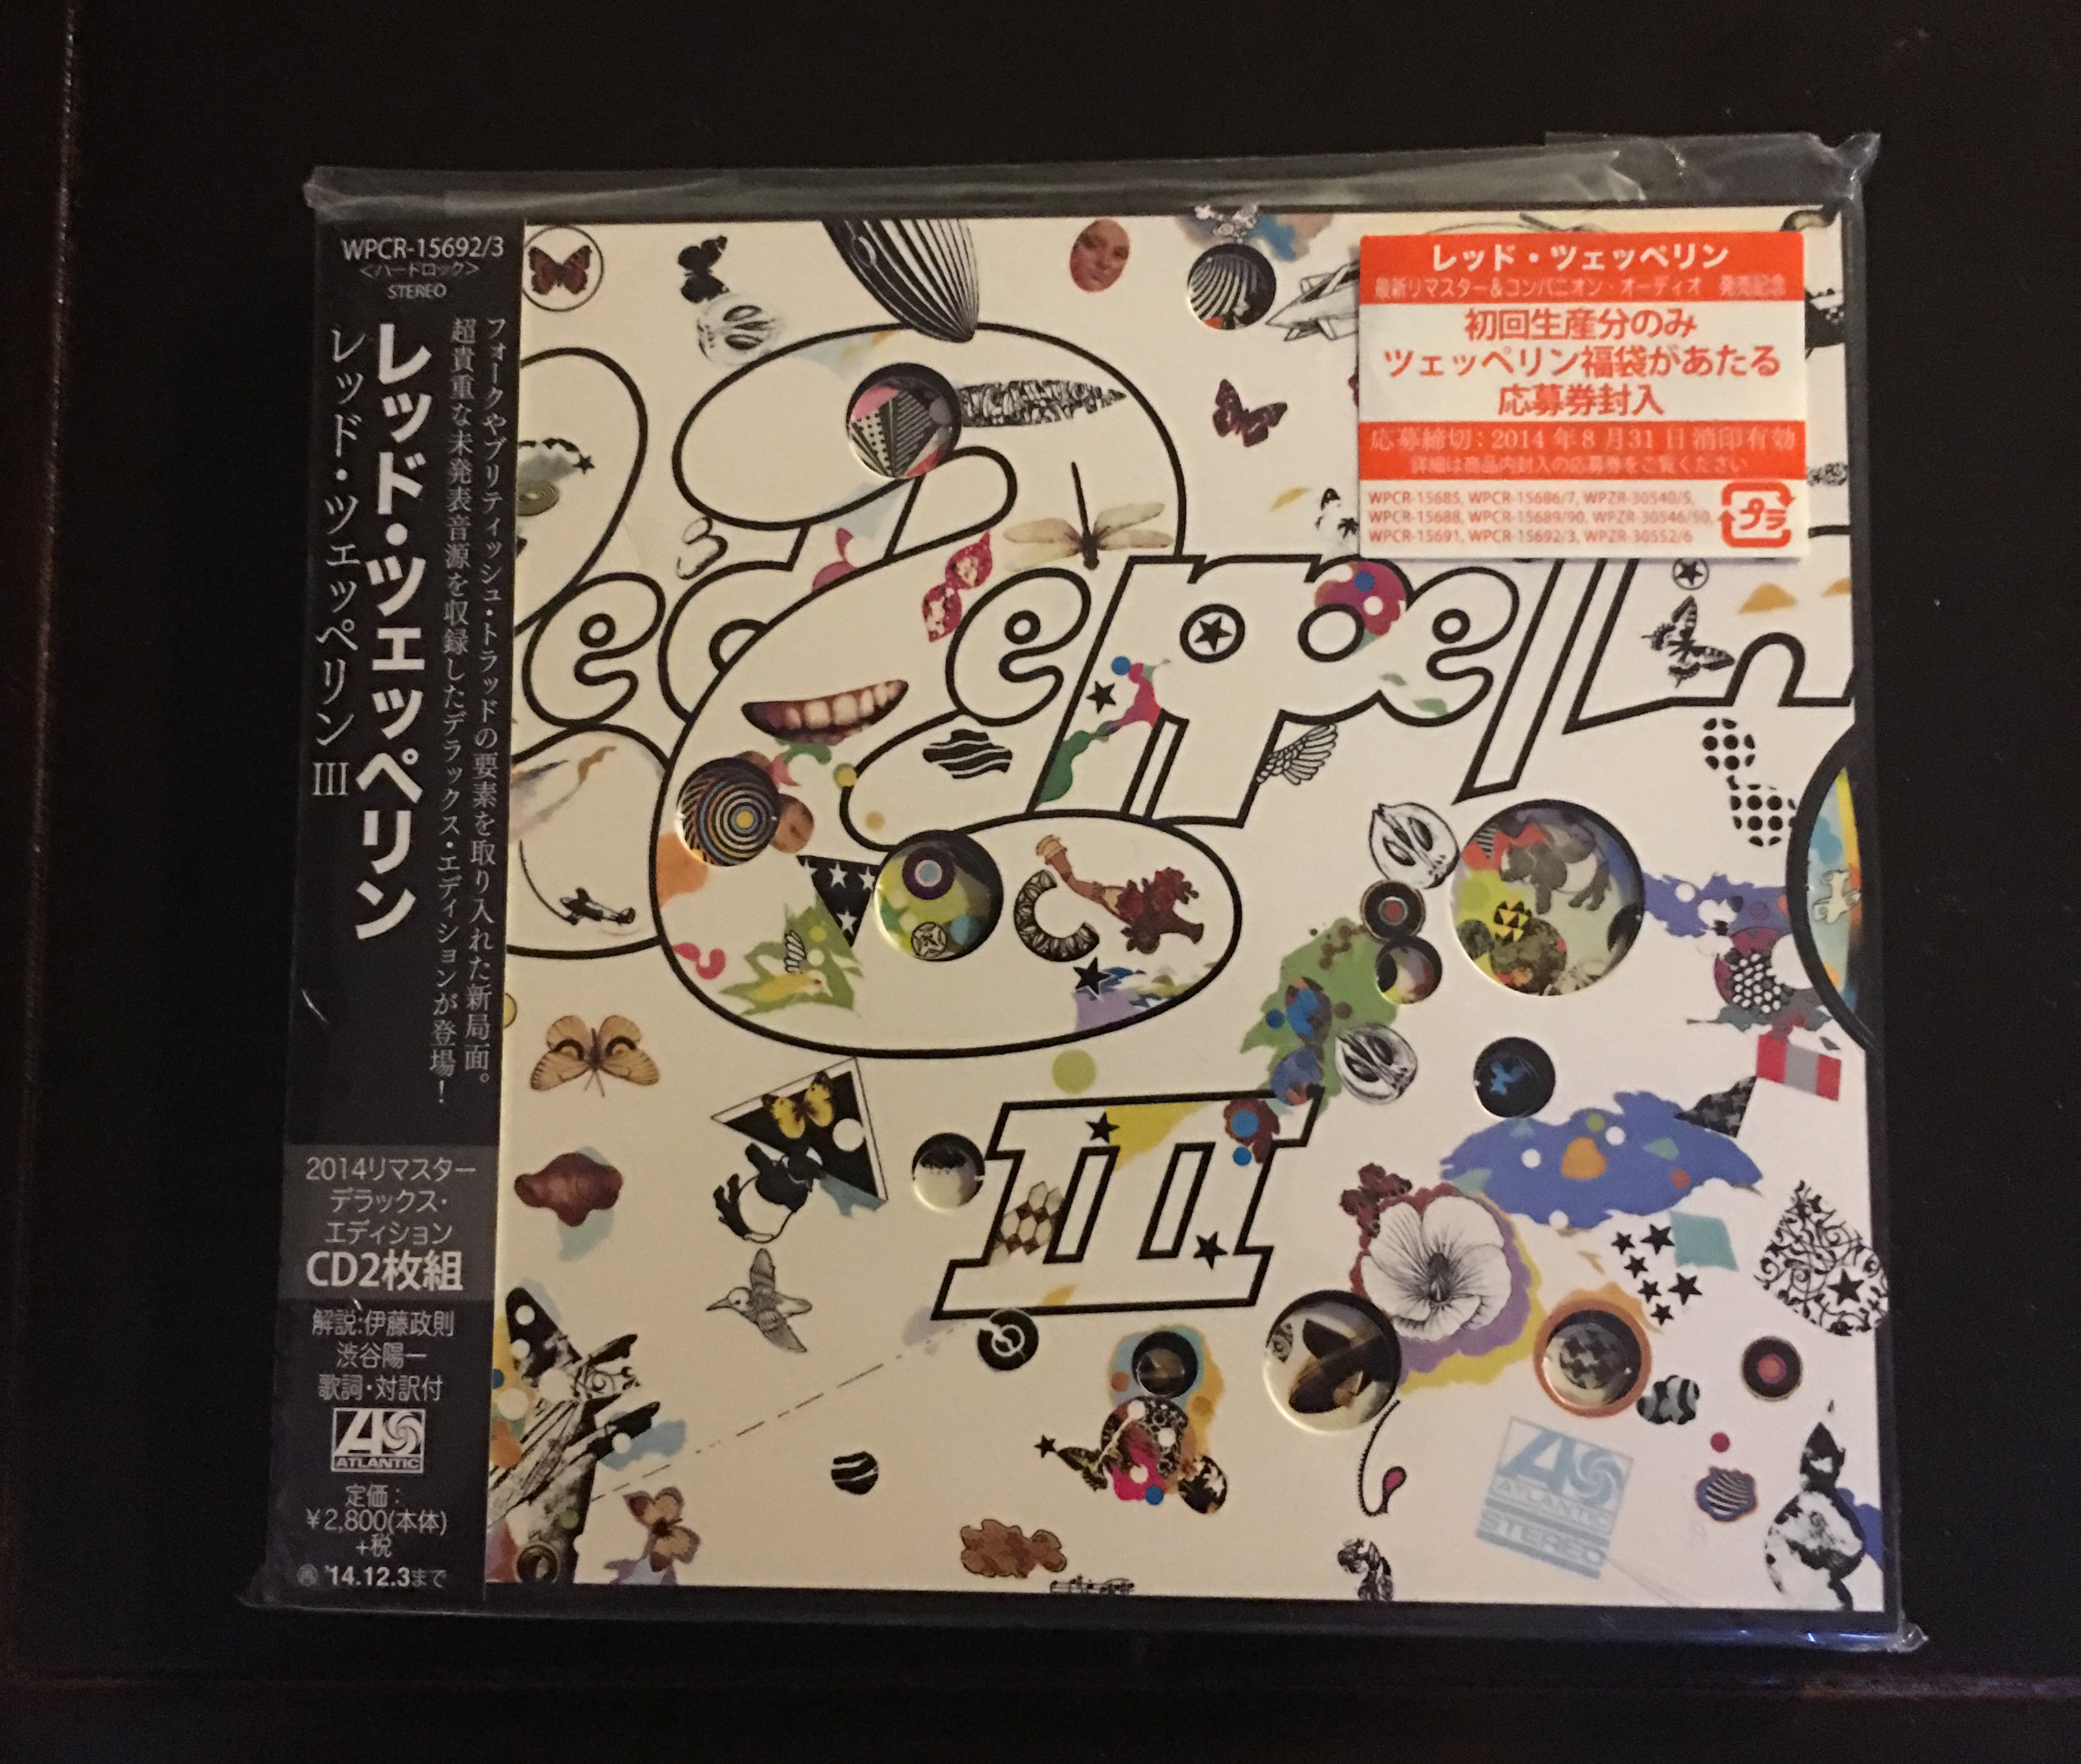 WPCR-15692/3
<ハードロック>
STEREO
フォークやブリティッシュ・トラッドの要素を取り入れた新局面。
超貴重な未発表音源を収録したデラックス・エディションが登場!
レッド・ツェッペリン
レッド・ツェッペリン III
2014リマスター
デラックス・
エディション
CD2枚組
解説:伊藤政則
渋谷陽一
歌詞・対訳付
ATLANTIC
定価:
¥2,800(本体)
+税
'14.12.3まで
Led Zeppelin
III
レッド・ツェッペリン
最新リマスター&コンパニオン・オーディオ 発売記念
初回生産分のみ
ツェッペリン福袋があたる
応募券封入
応募締切:2014年8月31日消印有効
詳細は商品内封入の応募券をご覧ください
WPCR-15685, WPCR-15686/7, WPZR-30540/5,
WPCR-15688, WPCR-15689/90, WPZR-30546/50,
WPCR-15691, WPCR-15692/3, WPZR-30552/6
プラ
ATLANTIC
STEREO